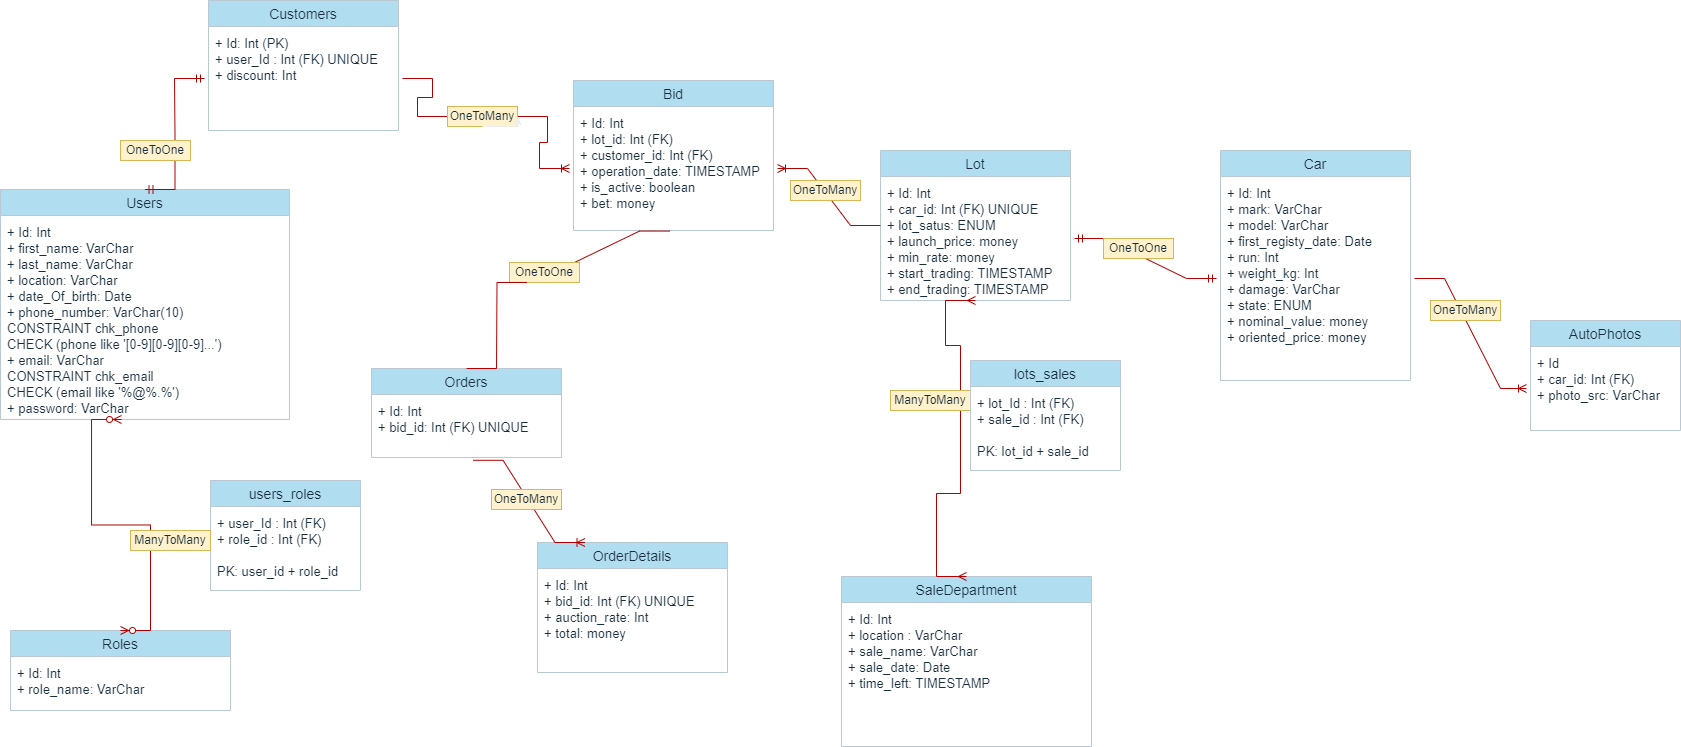 Customers
+ Id: Int (PK)
+ user_Id : Int (FK) UNIQUE
+ discount: Int
OneToOne
OneToMany
Bid
+ Id: Int
+ lot_id: Int (FK)
+ customer_id: Int (FK)
+ operation_date: TIMESTAMP
+ is_active: boolean
+ bet: money
OneToMany
Lot
+ Id: Int
+ car_id: Int (FK) UNIQUE
+ lot_satus: ENUM
+ launch_price: money
+ min_rate: money
+ start_trading: TIMESTAMP
+ end_trading: TIMESTAMP
OneToOne
Car
+ Id: Int
+ mark: VarChar
+ model: VarChar
+ first_registy_date: Date
+ run: Int
+ weight_kg: Int
+ damage: VarChar
+ state: ENUM
+ nominal_value: money
+ oriented_price: money
OneToMany
AutoPhotos
+ Id
+ car_id: Int (FK)
+ photo_src: VarChar
Users
+ Id: Int
+ first_name: VarChar
+ last_name: VarChar
+ location: VarChar
+ date_Of_birth: Date
+ phone_number: VarChar(10)
CONSTRAINT chk_phone
CHECK (phone like '[0-9][0-9][0-9]...')
+ email: VarChar
CONSTRAINT chk_email
CHECK (email like '%@%.%')
+ password: VarChar
OneToOne
Orders
+ Id: Int
+ bid_id: Int (FK) UNIQUE
OneToMany
OrderDetails
+ Id: Int
+ bid_id: Int (FK) UNIQUE
+ auction_rate: Int
+ total: money
users_roles
+ user_Id : Int (FK)
+ role_id : Int (FK)
PK: user_id + role_id
ManyToMany
Roles
+ Id: Int
+ role_name: VarChar
lots_sales
+ lot_Id : Int (FK)
+ sale_id : Int (FK)
PK: lot_id + sale_id
ManyToMany
SaleDepartment
+ Id: Int
+ location : VarChar
+ sale_name: VarChar
+ sale_date: Date
+ time_left: TIMESTAMP